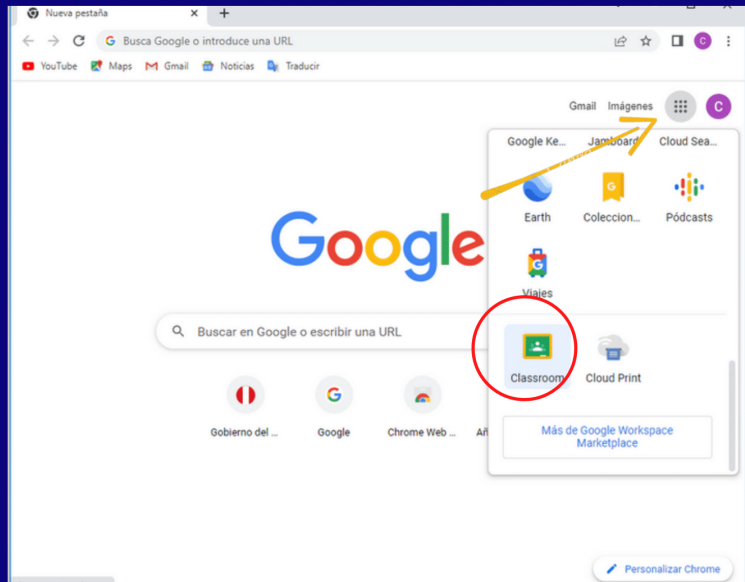 Nueva pestaña
Busca Google o introduce una URL
YouTube Maps Gmail Noticias Traducir
Gmail Imágenes C
Google Ke... Jamboard Cloud Sea...
Earth Coleccion... Pódcasts
Viajes
Google
Buscar en Google o escribir una URL
Classroom Cloud Print
Gobierno del ... Google Chrome Web ... Añ
Más de Google Workspace
Marketplace
Personalizar Chrome